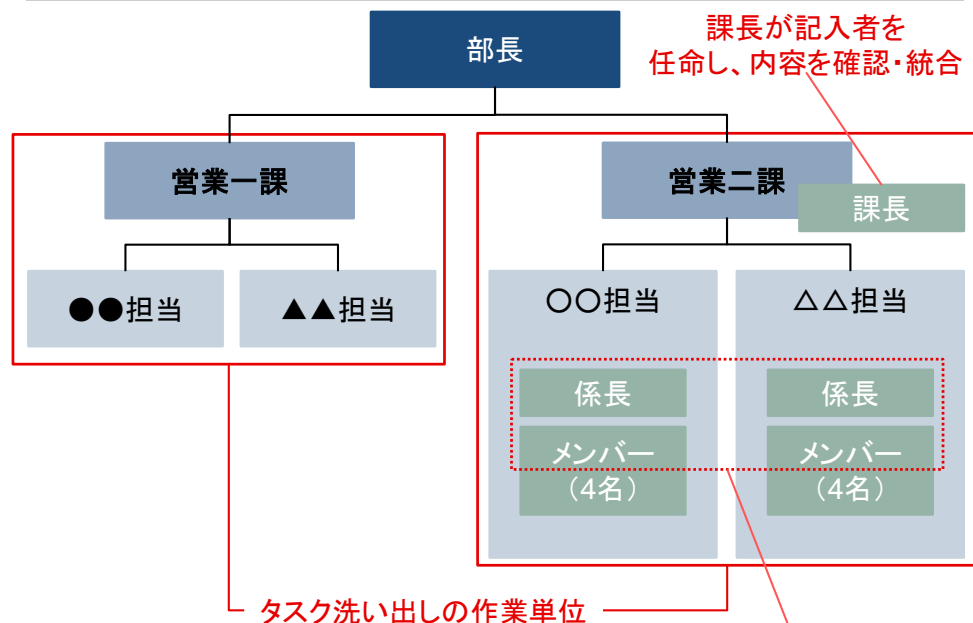 課長が記入者を
任命し、内容を確認・統合
部長
営業一課
営業二課
課長
●●担当
▲▲担当
○○担当
△△担当
係長
係長
メンバー
(4名)
メンバー
(4名)
タスク洗い出しの作業単位